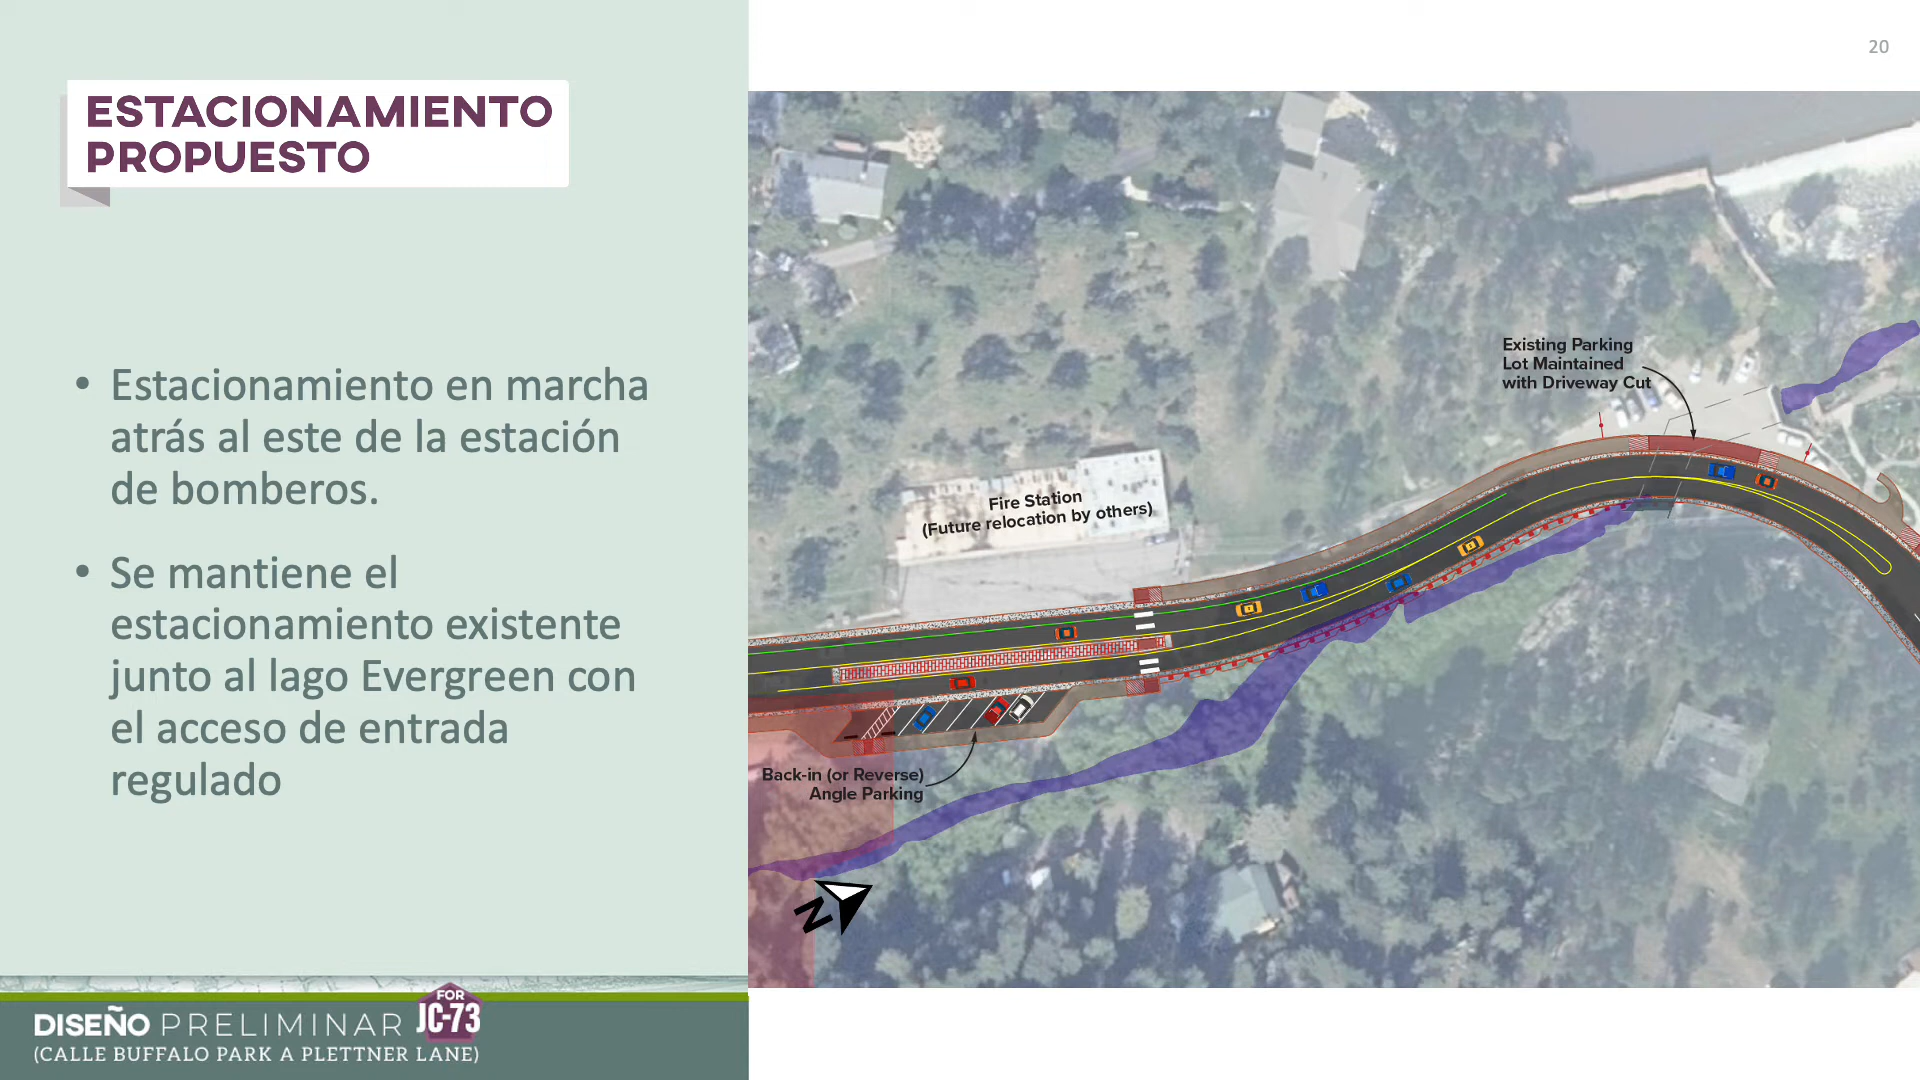 20
ESTACIONAMIENTO
PROPUESTO
• Estacionamiento en marcha
atrás al este de la estación
de bomberos.
• Se mantiene el
estacionamiento existente
junto al lago Evergreen con
el acceso de entrada
regulado
Existing Parking
Lot Maintained
with Driveway Cut
Fire Station
(Future relocation by others)
Back-in (or Reverse)
Angle Parking
N
DISEÑO PRELIMINAR
FOR
JC-73
(CALLE BUFFALO PARK A PLETTNER LANE)